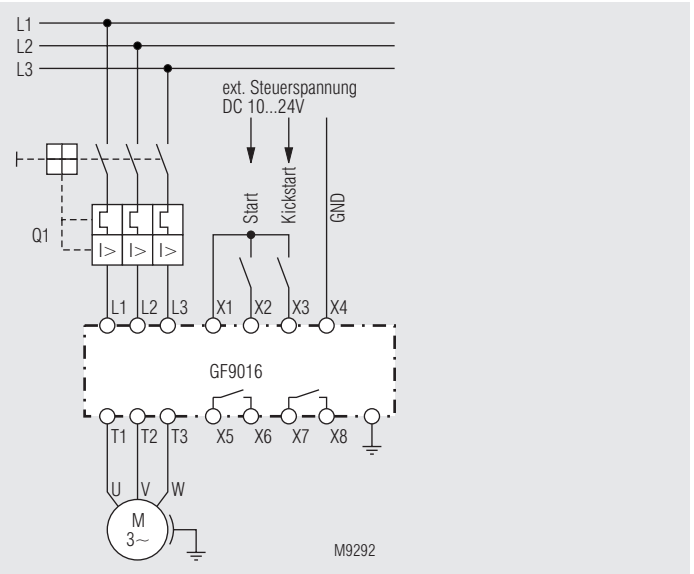 L1
L2
L3
ext. Steuerspannung
DC 10...24V
Start
Kickstart
GND
Q1
I> I> I>
L1 L2 L3 X1 X2 X3 X4
GF9016
T1 T2 T3 X5 X6 X7 X8
U V W
M
3~
M9292